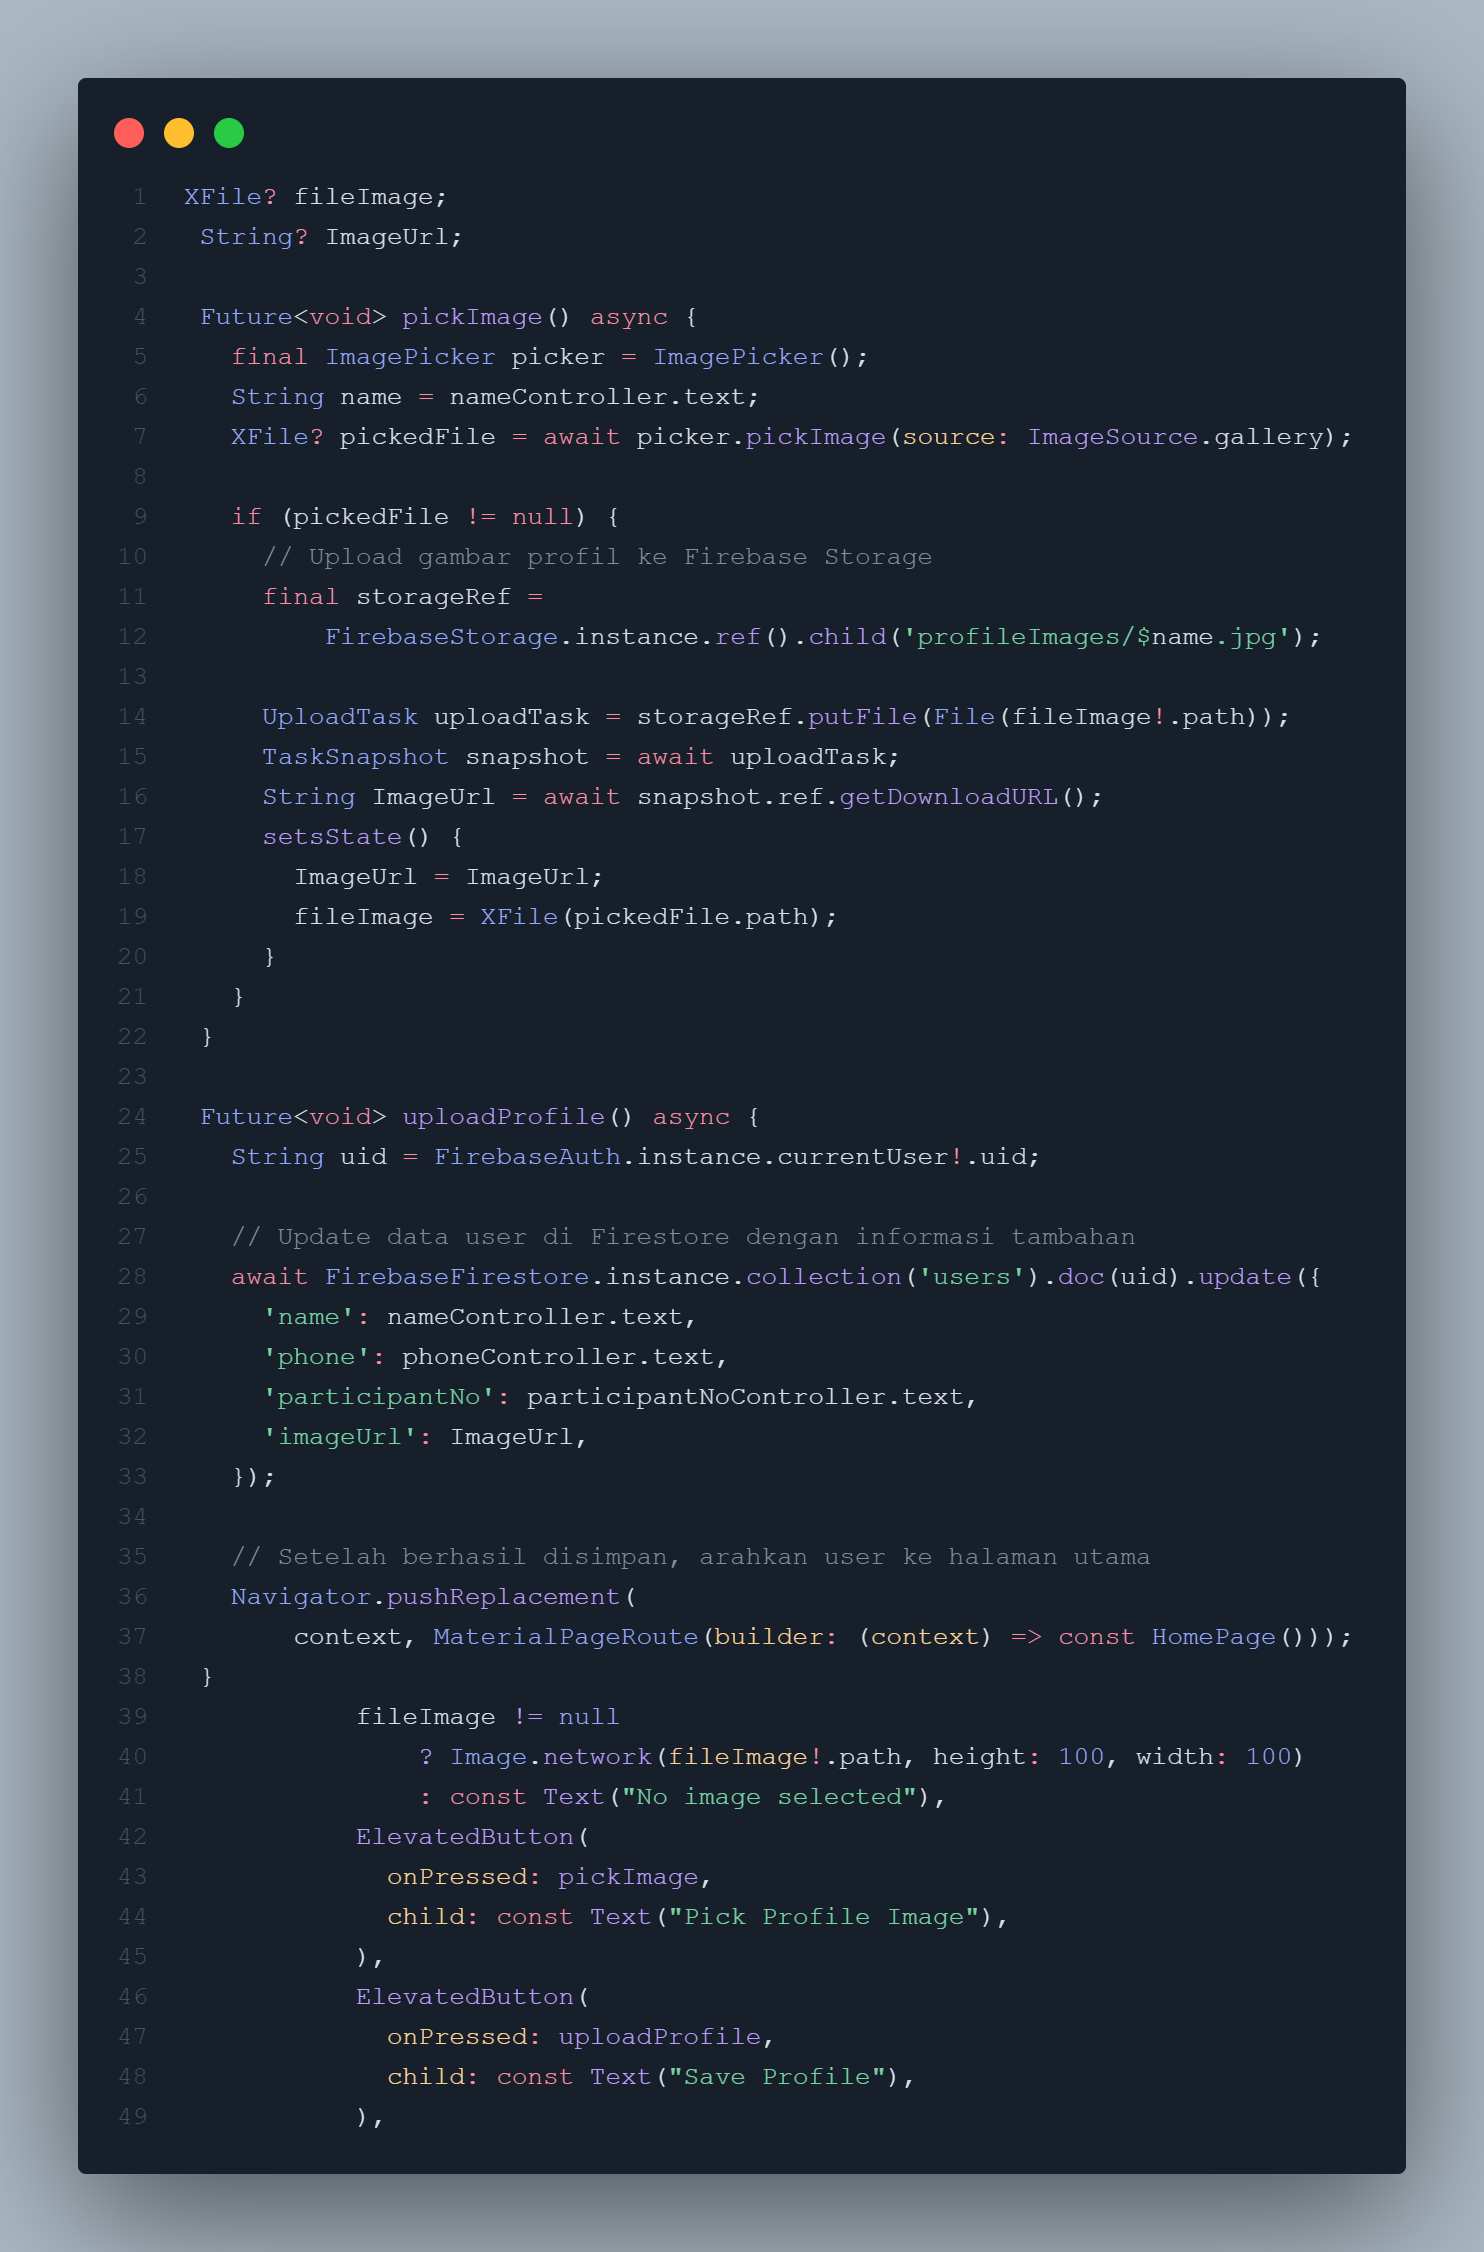 1 XFile? fileImage;
2 String? ImageUrl;
3
4 Future<void> pickImage() async {
5 final ImagePicker picker = ImagePicker();
6 String name = nameController.text;
7 XFile? pickedFile = await picker.pickImage(source: ImageSource.gallery);
8
9 if (pickedFile != null) {
10 // Upload gambar profil ke Firebase Storage
11 final storageRef =
12 FirebaseStorage.instance.ref().child('profileImages/$name.jpg');
13
14 UploadTask uploadTask = storageRef.putFile(File(fileImage!.path));
15 TaskSnapshot snapshot = await uploadTask;
16 String ImageUrl = await snapshot.ref.getDownloadURL();
17 setsState() {
18 ImageUrl = ImageUrl;
19 fileImage = XFile(pickedFile.path);
20 }
21 }
22 }
23
24 Future<void> uploadProfile() async {
25 String uid = FirebaseAuth.instance.currentUser!.uid;
26
27 // Update data user di Firestore dengan informasi tambahan
28 await FirebaseFirestore.instance.collection('users').doc(uid).update({
29 'name': nameController.text,
30 'phone': phoneController.text,
31 'participantNo': participantNoController.text,
32 'imageUrl': ImageUrl,
33 });
34
35 // Setelah berhasil disimpan, arahkan user ke halaman utama
36 Navigator.pushReplacement(
37 context, MaterialPageRoute(builder: (context) => const HomePage()));
38 }
39 fileImage != null
40 ? Image.network(fileImage!.path, height: 100, width: 100)
41 : const Text("No image selected"),
42 ElevatedButton(
43 onPressed: pickImage,
44 child: const Text("Pick Profile Image"),
45 ),
46 ElevatedButton(
47 onPressed: uploadProfile,
48 child: const Text("Save Profile"),
49 ),